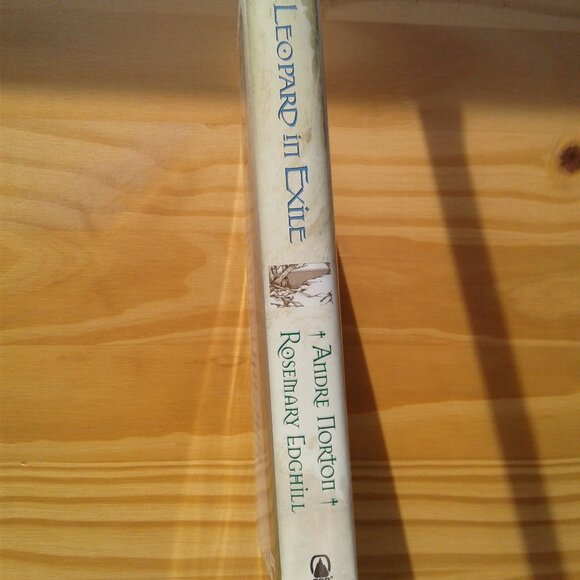 LEOPARD IN EXILE
† ANDRE NORTON †
ROSEMARY EDGHILL